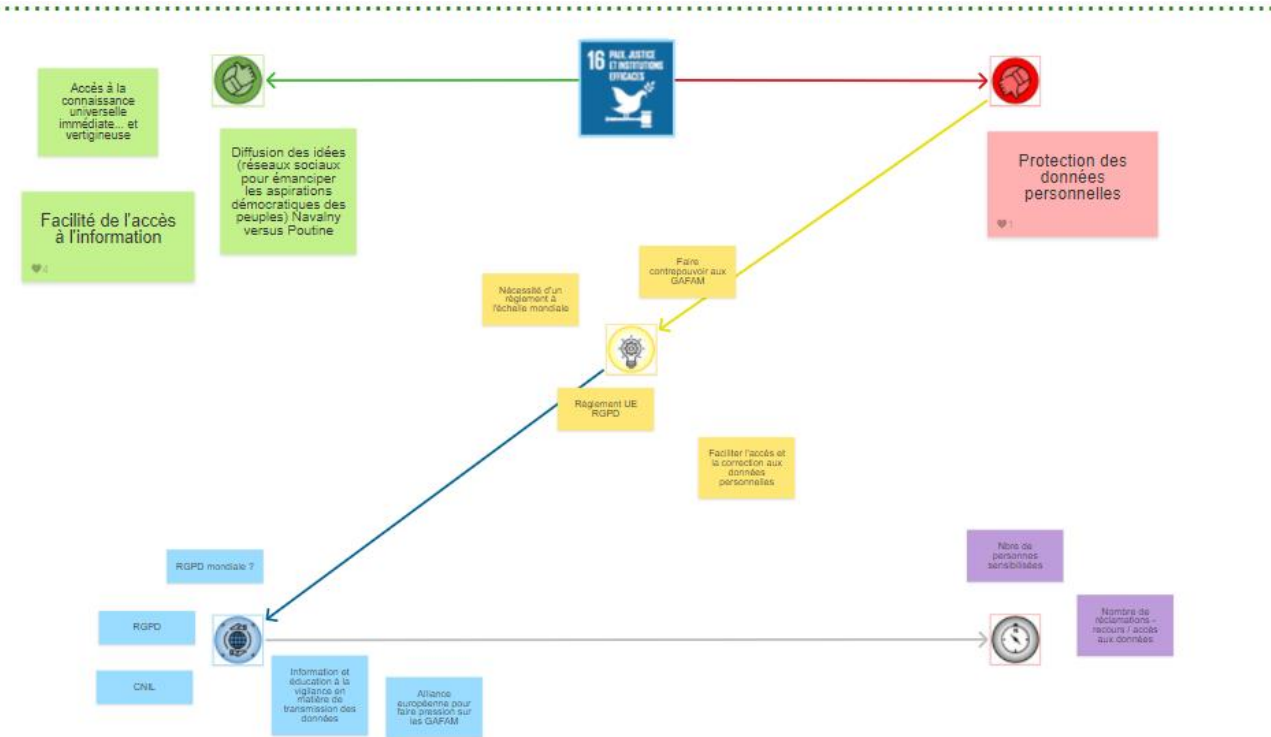 16 PAIX, JUSTICE
ET INSTITUTIONS
EFFICACES
Accès à la
connaissance
universelle
immédiate... et
vertigineuse
Diffusion des idées
(réseaux sociaux
pour émanciper
les aspirations
démocratiques des
peuples) Navalny
versus Poutine
Facilité de l'accès
à l'information
4
Protection des
données
personnelles
1
Faire
contrepouvoir aux
GAFAM
Nécessité d'un
règlement à
l'échelle mondiale
Règlement UE
RGPD
Faciliter l'accès et
la correction aux
données
personnelles
RGPD mondiale ?
RGPD
CNIL
Information et
éducation à la
vigilance en
matière de
transmission des
données
Alliance
européenne pour
faire pression sur
les GAFAM
Nbre de
personnes
sensibilisées
Nombre de
réclamations -
recours / accès
aux données